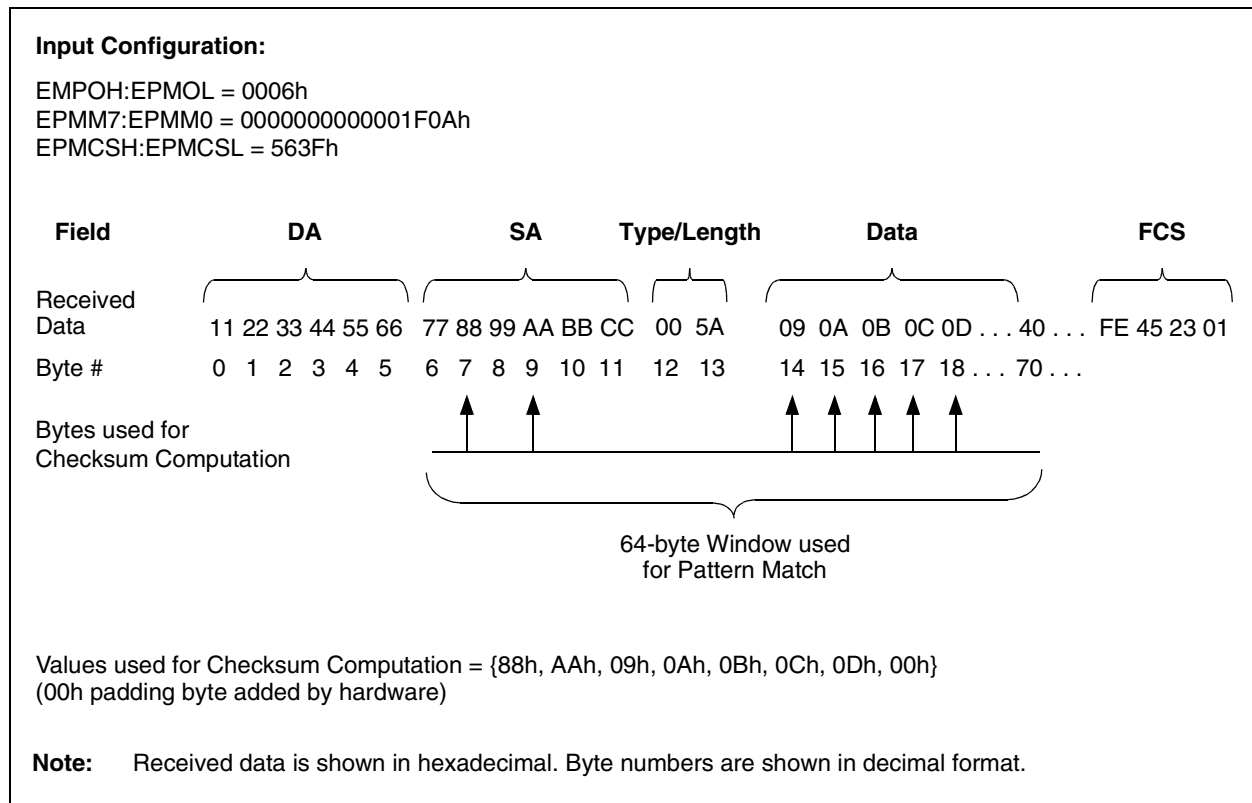 Input Configuration:
EMPOH:EPMOL = 0006h
EPMM7:EPMM0 = 0000000000001F0Ah
EPMCSH:EPMCSL = 563Fh
Field DA SA Type/Length Data FCS
Received
Data 11 22 33 44 55 66 77 88 99 AA BB CC 00 5A 09 0A 0B 0C 0D . . . 40 . . . FE 45 23 01
Byte # 0 1 2 3 4 5 6 7 8 9 10 11 12 13 14 15 16 17 18 . . . 70 . . .
Bytes used for
Checksum Computation
64-byte Window used
for Pattern Match
Values used for Checksum Computation = {88h, AAh, 09h, 0Ah, 0Bh, 0Ch, 0Dh, 00h}
(00h padding byte added by hardware)
Note: Received data is shown in hexadecimal. Byte numbers are shown in decimal format.